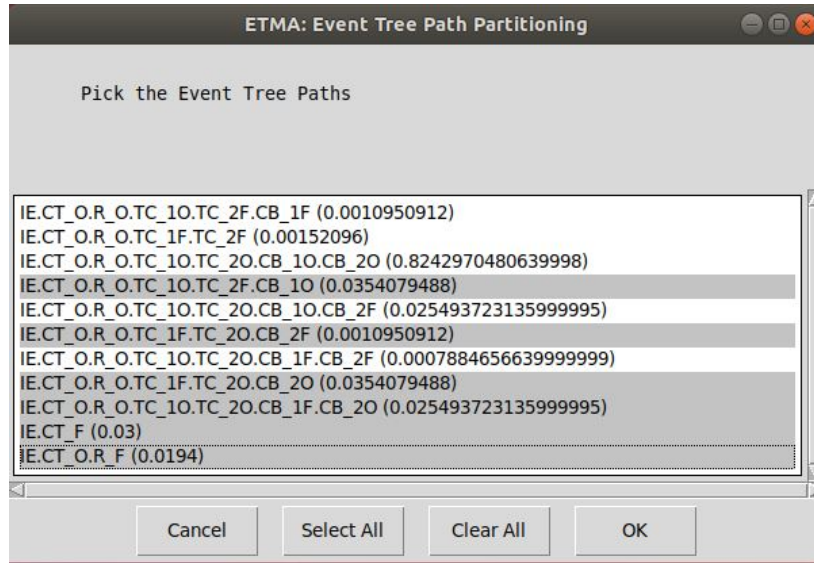 ETMA: Event Tree Path Partitioning
Pick the Event Tree Paths
IE.CT_O.R_O.TC_1O.TC_2F.CB_1F (0.0010950912)
IE.CT_O.R_O.TC_1F.TC_2F (0.00152096)
IE.CT_O.R_O.TC_1O.TC_2O.CB_1O.CB_2O (0.8242970480639998)
IE.CT_O.R_O.TC_1O.TC_2F.CB_1O (0.0354079488)
IE.CT_O.R_O.TC_1O.TC_2O.CB_1O.CB_2F (0.025493723135999995)
IE.CT_O.R_O.TC_1F.TC_2O.CB_2F (0.0010950912)
IE.CT_O.R_O.TC_1O.TC_2O.CB_1F.CB_2F (0.0007884656639999999)
IE.CT_O.R_O.TC_1F.TC_2O.CB_2O (0.0354079488)
IE.CT_O.R_O.TC_1O.TC_2O.CB_1F.CB_2O (0.025493723135999995)
IE.CT_F (0.03)
IE.CT_O.R_F (0.0194)
Cancel Select All Clear All OK